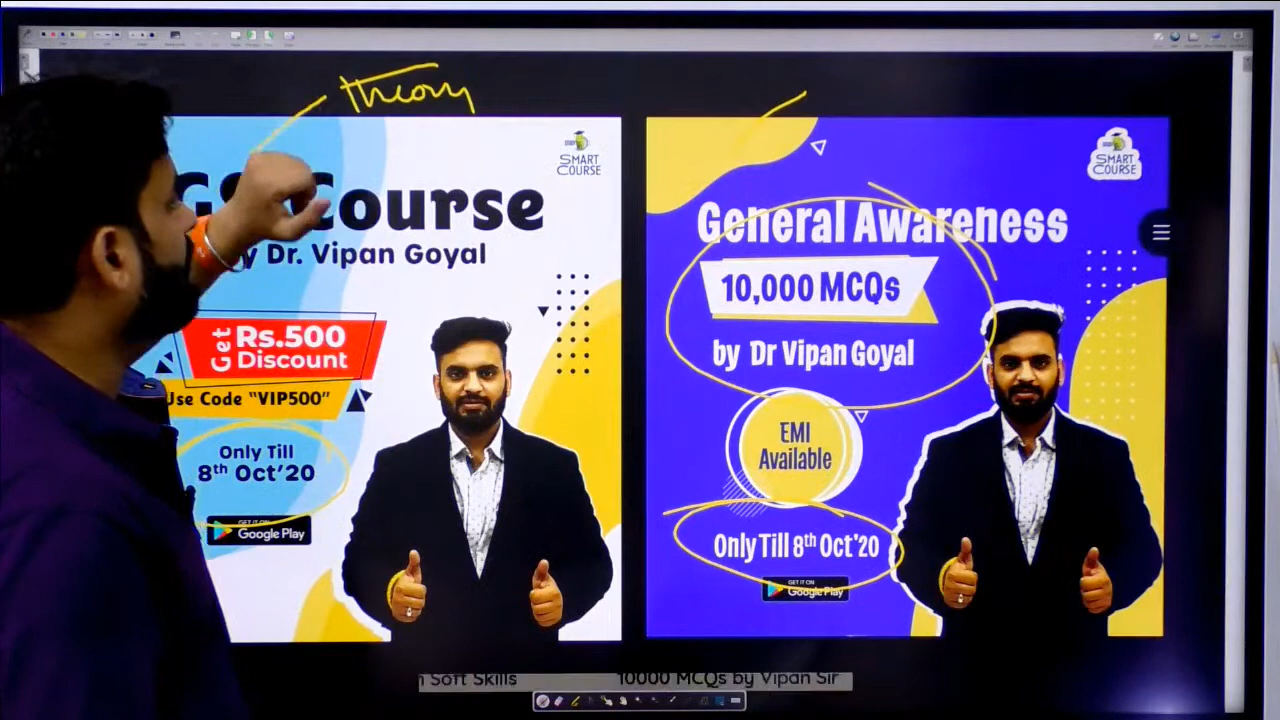 theory
SMART
COURSE
GS Course
by Dr. Vipan Goyal
Get
Rs.500
Discount
Use Code "VIP500"
Only Till
8th Oct'20
GET IT ON
Google Play
SMART
COURSE
General Awareness
10,000 MCQs
by Dr Vipan Goyal
EMI
Available
Only Till 8th Oct'20
GET IT ON
Google Play
Soft Skills
10000 MCQs by Vipan Sir